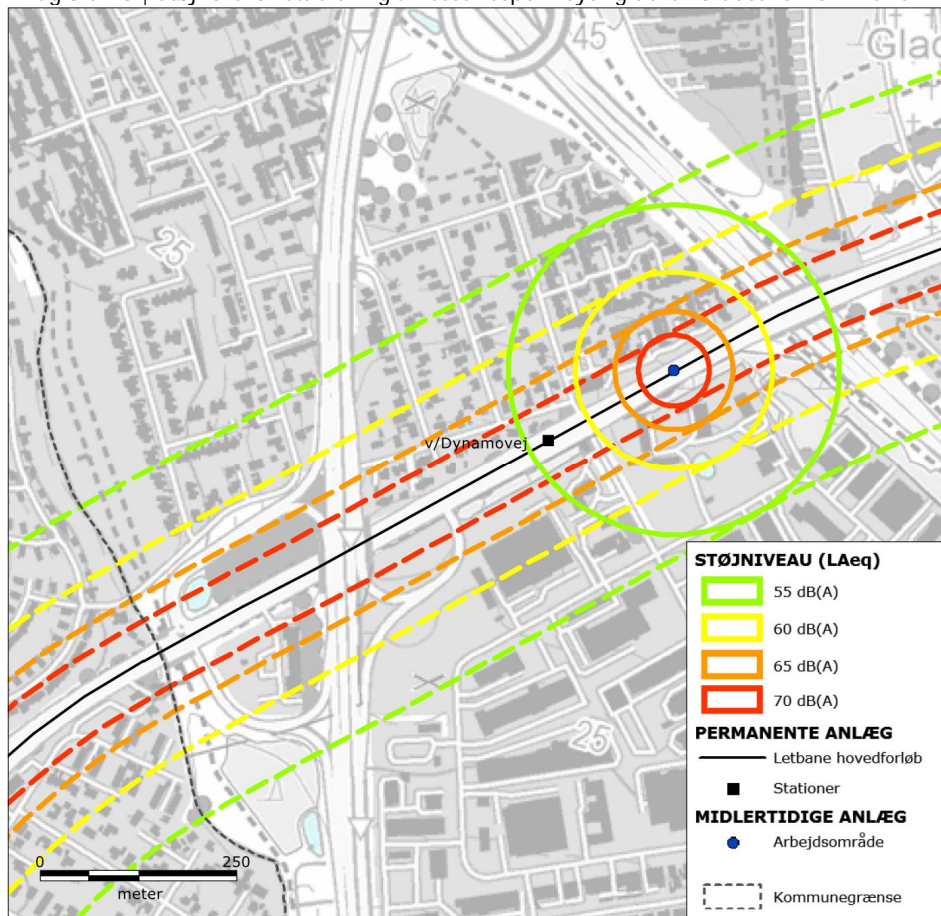 45
Glad
25
v/Dynamovej
25
STØJNIVEAU (LAeq)
55 dB(A)
60 dB(A)
65 dB(A)
70 dB(A)
PERMANENTE ANLÆG
Letbane hovedforløb
Stationer
MIDLERTIDIGE ANLÆG
Arbejdsområde
Kommunegrænse
0 250
meter